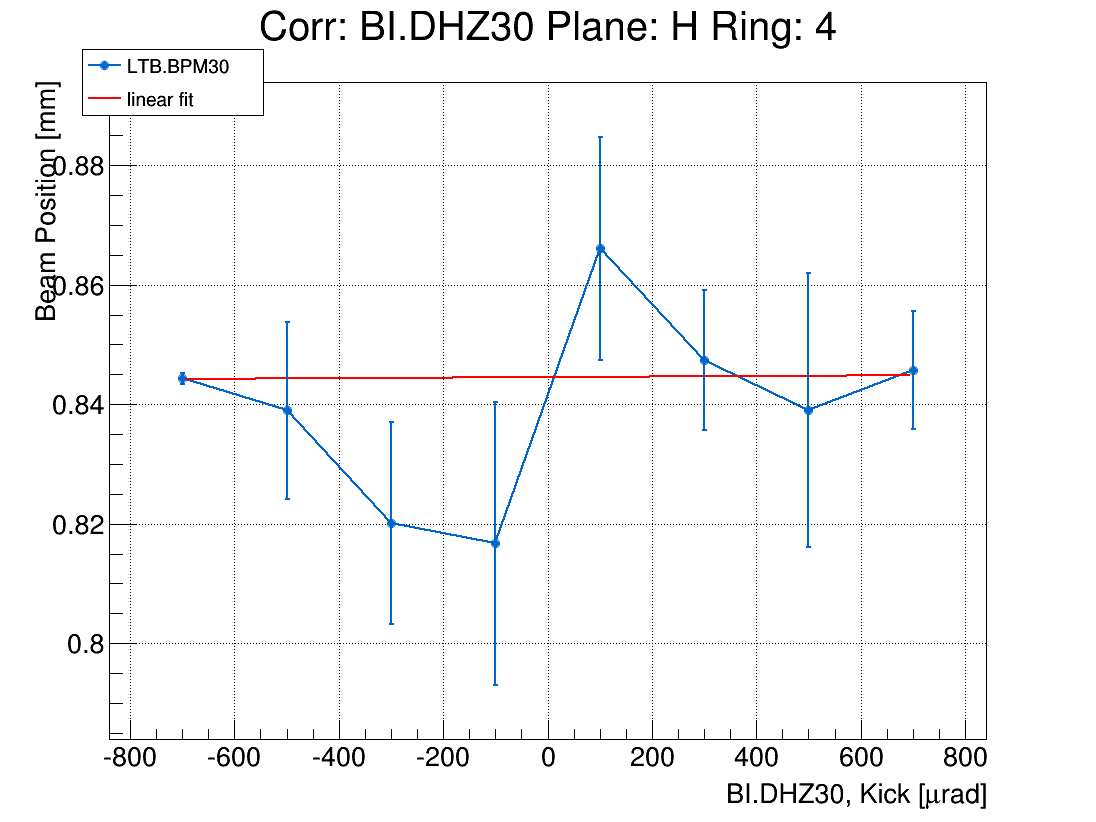 Corr: BI.DHZ30 Plane: H Ring: 4
LTB.BPM30
linear fit
Beam Position [mm]
0.88
0.86
0.84
0.82
0.8
-800 -600 -400 -200 0 200 400 600 800
BI.DHZ30, Kick [μrad]